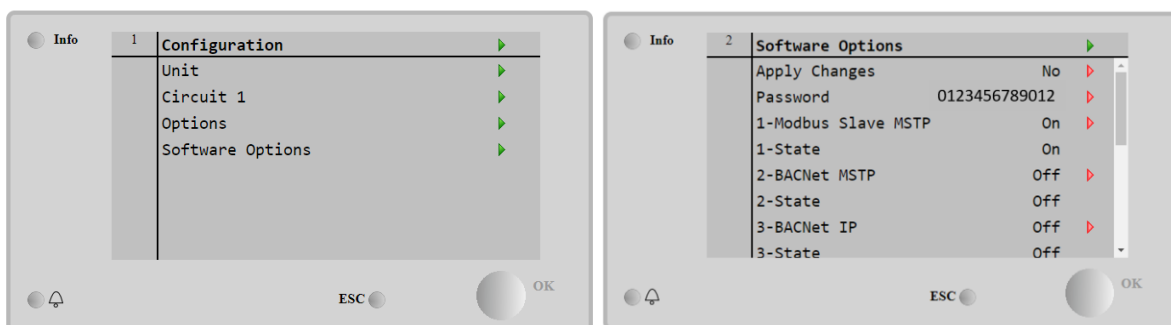 Info
1 Configuration
Unit
Circuit 1
Options
Software Options
ESC
OK
Info
2 Software Options
Apply Changes No
Password 0123456789012
1-Modbus Slave MSTP On
1-State On
2-BACNet MSTP Off
2-State Off
3-BACNet IP Off
3-State Off
ESC
OK